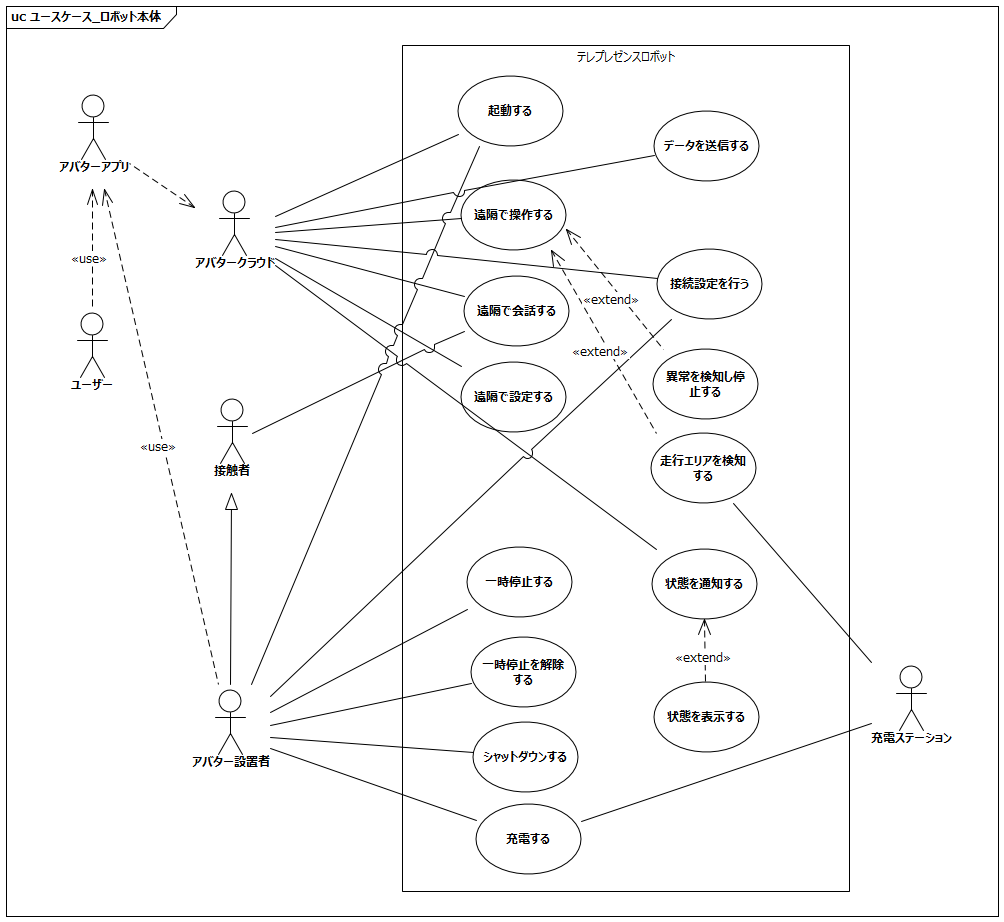 uc ユースケース_ロボット本体
テレプレゼンスロボット
起動する
データを送信する
アバターアプリ
アバタークラウド
遠隔で操作する
«use»
接続設定を行う
«extend»
遠隔で会話する
ユーザー
«extend»
異常を検知し停
止する
遠隔で設定する
«use»
接触者
走行エリアを検知
する
一時停止する
状態を通知する
«extend»
一時停止を解除
する
状態を表示する
充電ステーション
アバター設置者
シャットダウンする
充電する